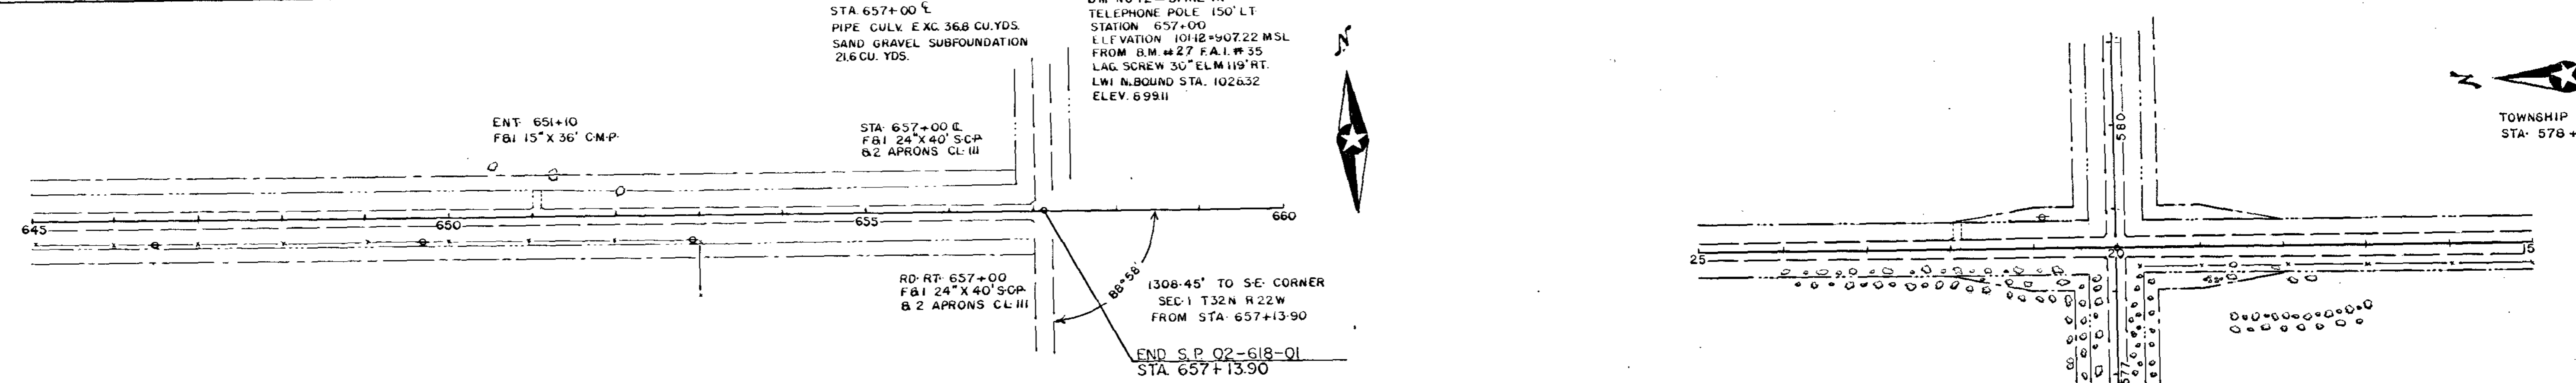 STA. 657+00 ℄
PIPE CULV. EXC. 36.8 CU.YDS.
SAND GRAVEL SUBFOUNDATION
21.6 CU. YDS.
TELEPHONE POLE 150' LT.
STATION 657+00
ELEVATION 10112=907.22 MSL
FROM B.M. #27 F.A.I. #35
LAG SCREW 30" ELM 119' RT.
LWI N.BOUND STA. 102632
ELEV. 899.11
N
ENT. 651+10
F&I 15" X 36' C.M.P.
STA. 657+00 ℄
F&I 24" X 40' S.C.P.
& 2 APRONS CL. III
645
650
655
660
RD. RT. 657+00
F&I 24" X 40' S.C.P.
& 2 APRONS CL. III
88°58'
1308.45' TO S.E. CORNER
SEC. 1 T32N R22W
FROM STA. 657+13.90
END S.P. 02-618-01
STA. 657+13.90
N
TOWNSHIP
STA. 578+
580
25
20
15
577